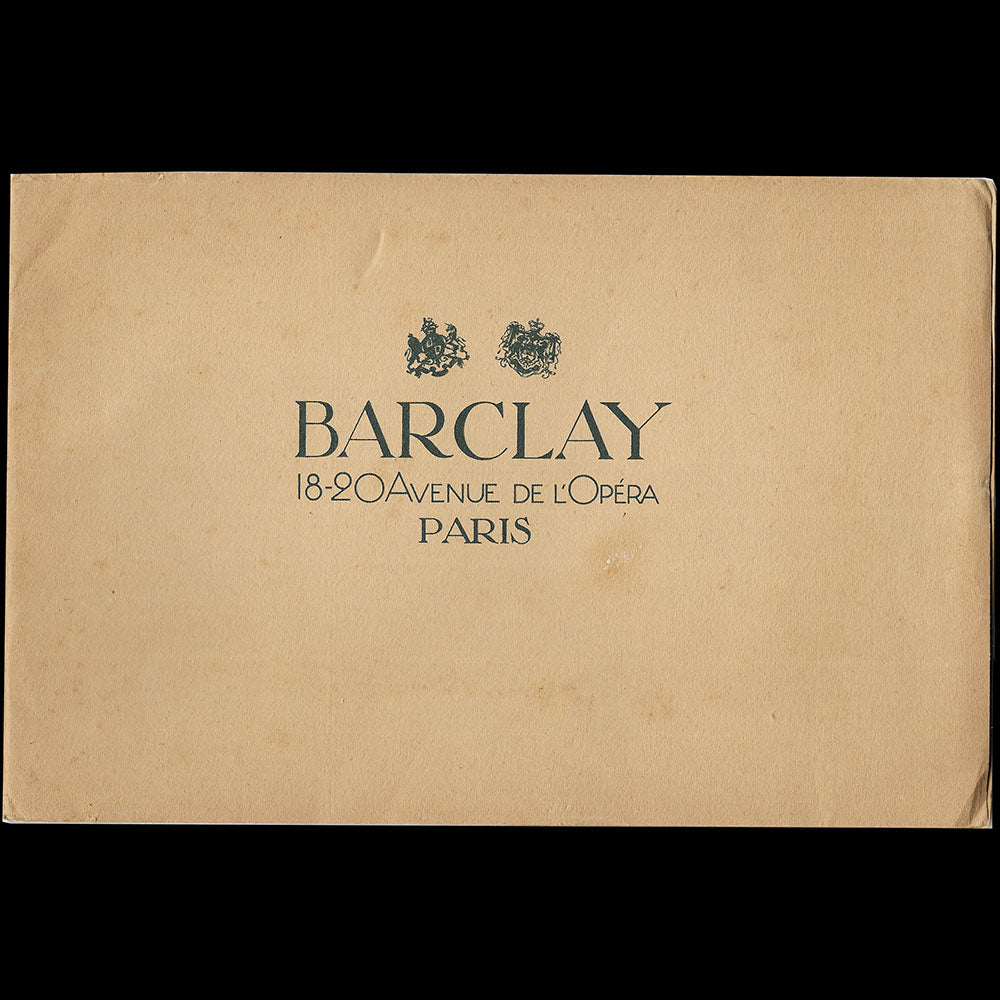 BARCLAY
18-20 AVENUE DE L'OPÉRA
PARIS